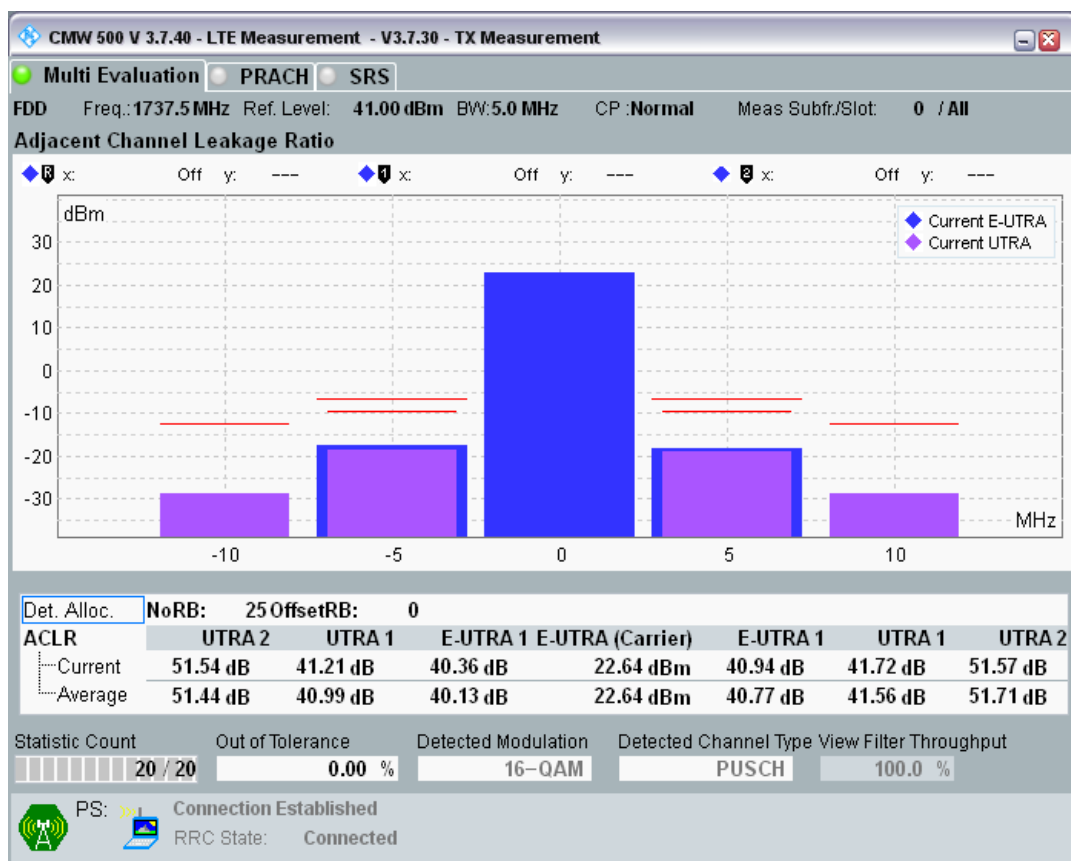 CMW 500 V 3.7.40 - LTE Measurement - V3.7.30 - TX Measurement
Multi Evaluation PRACH SRS
FDD Freq.: 1737.5 MHz Ref. Level: 41.00 dBm BW: 5.0 MHz CP : Normal Meas Subfr./Slot: 0 / All
Adjacent Channel Leakage Ratio
R x: Off y: --- 1 x: Off y: --- 2 x: Off y: ---
dBm
Current E-UTRA
Current UTRA
30
20
10
0
-10
-20
-30
MHz
-10 -5 0 5 10
Det. Alloc. NoRB: 25 OffsetRB: 0
ACLR UTRA 2 UTRA 1 E-UTRA 1 E-UTRA (Carrier) E-UTRA 1 UTRA 1 UTRA 2
Current 51.54 dB 41.21 dB 40.36 dB 22.64 dBm 40.94 dB 41.72 dB 51.57 dB
Average 51.44 dB 40.99 dB 40.13 dB 22.64 dBm 40.77 dB 41.56 dB 51.71 dB
Statistic Count Out of Tolerance Detected Modulation Detected Channel Type View Filter Throughput
20 / 20 0.00 % 16-QAM PUSCH 100.0 %
PS: Connection Established
RRC State: Connected